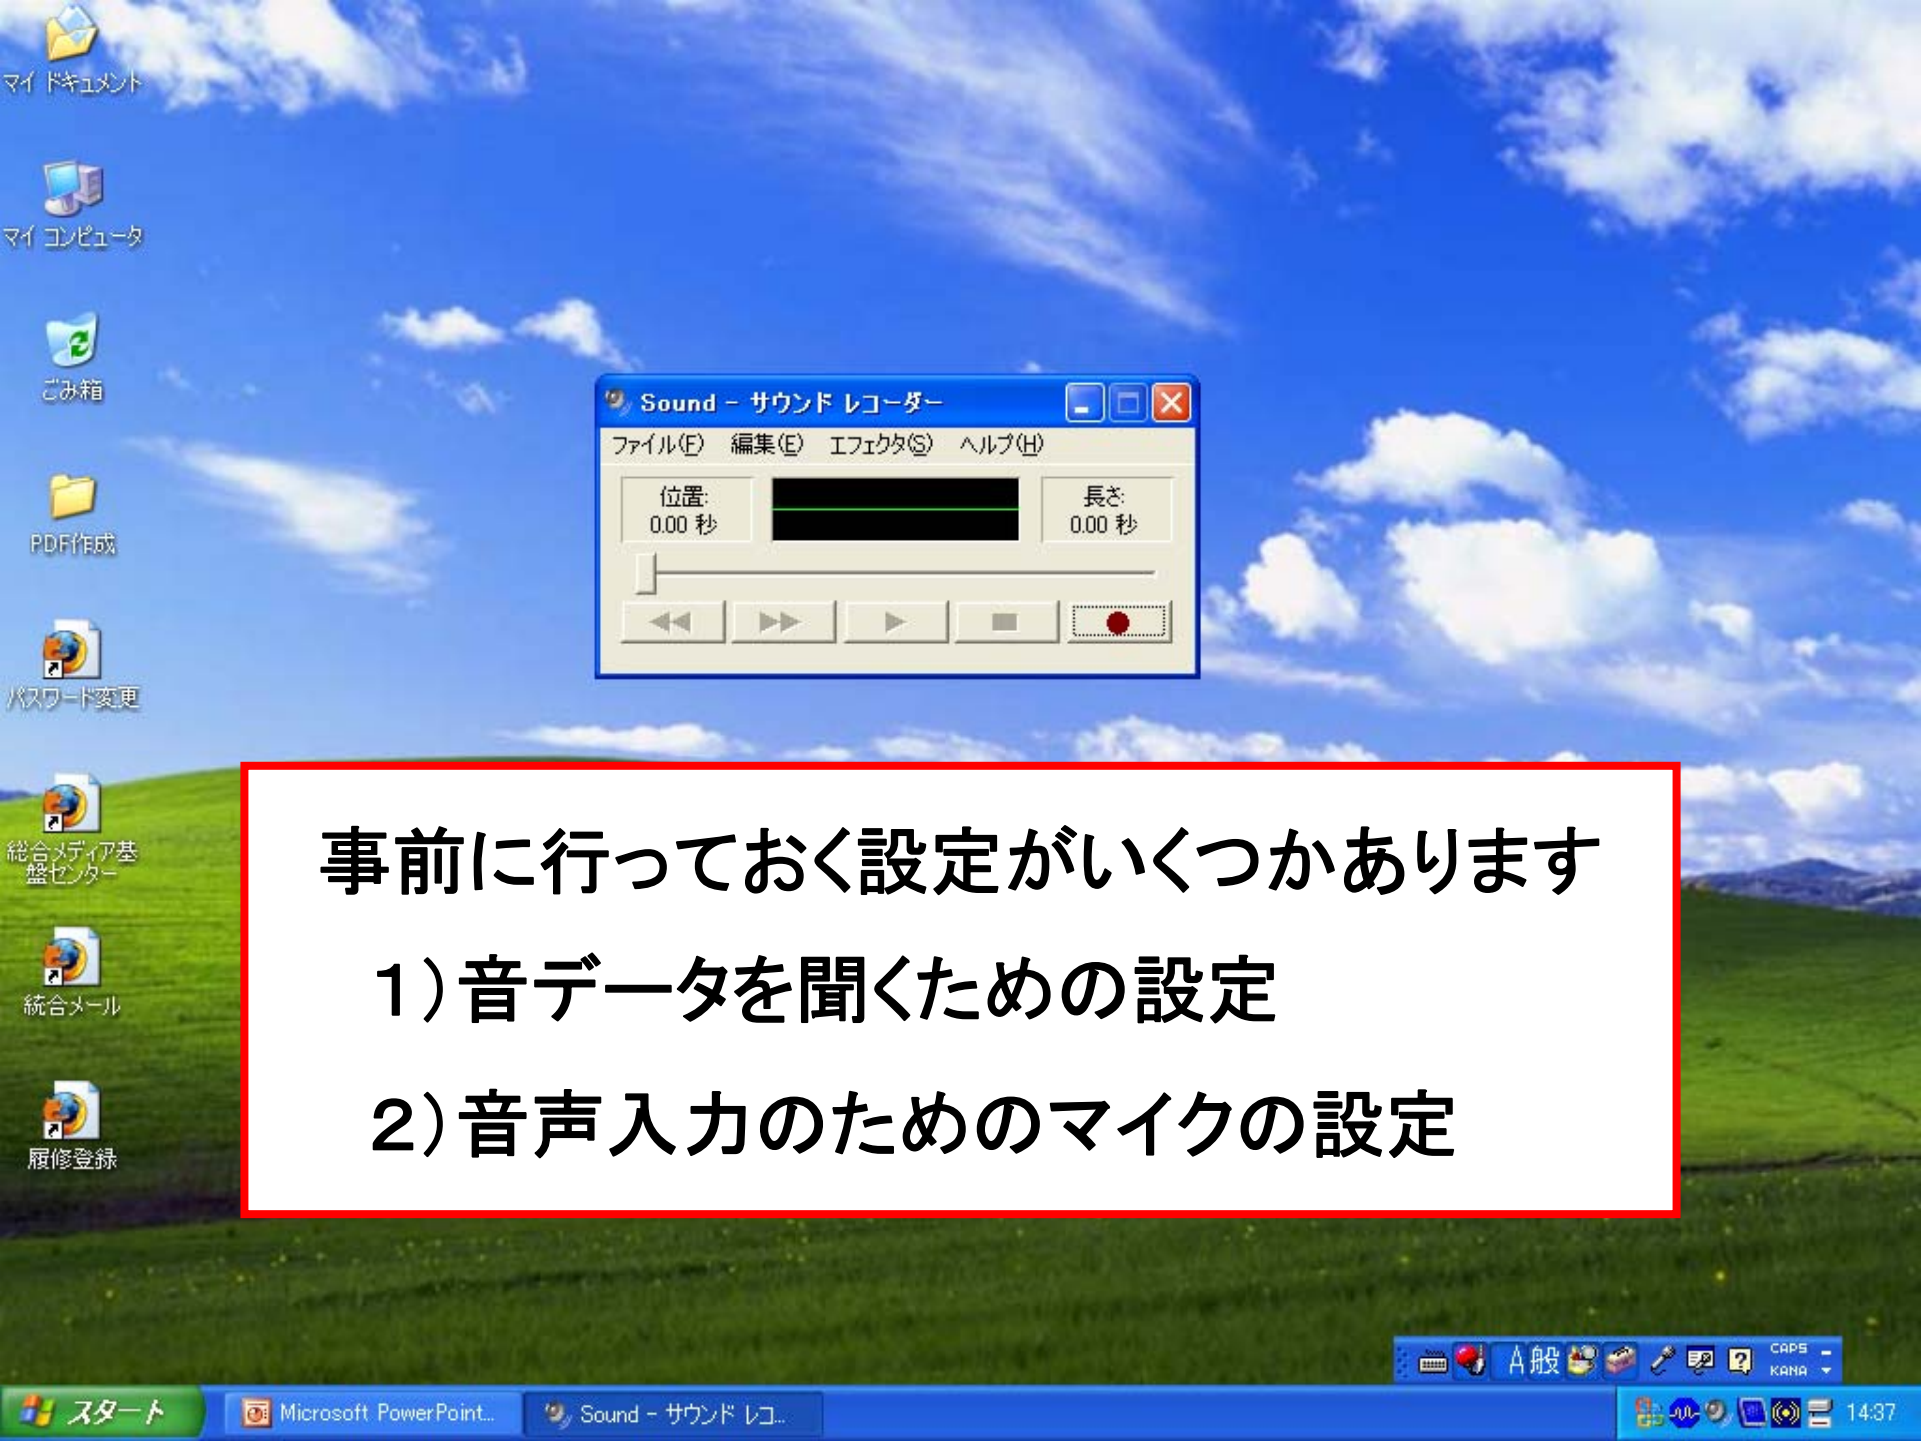 マイ ドキュメント
マイ コンピュータ
ごみ箱
PDF作成
パスワード変更
総合メディア基
盤センター
統合メール
履修登録
Sound - サウンド レコーダー
ファイル(F) 編集(E) エフェクタ(S) ヘルプ(H)
位置:
0.00 秒
長さ:
0.00 秒
事前に行っておく設定がいくつかあります
1）音データを聞くための設定
2）音声入力のためのマイクの設定
A般
CAPS
KANA
スタート
Microsoft PowerPoint...
Sound - サウンド レコ...
14:37